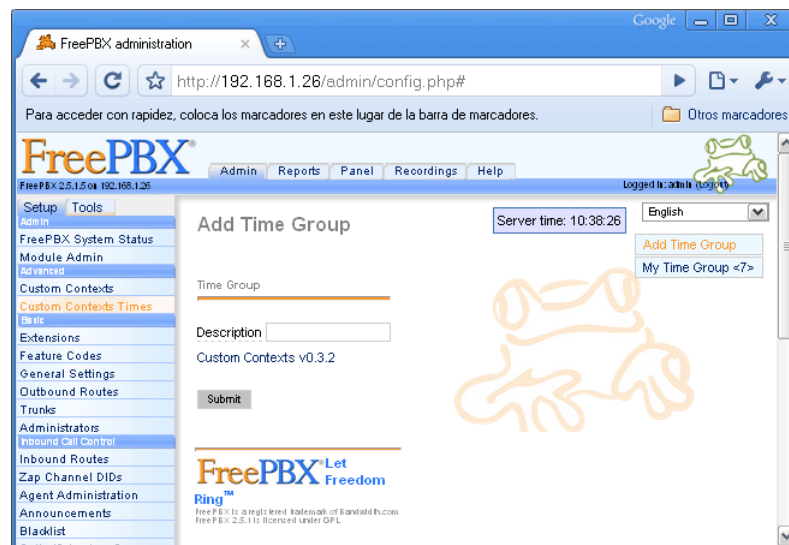 Google
FreePBX administration
http://192.168.1.26/admin/config.php#
Para acceder con rapidez, coloca los marcadores en este lugar de la barra de marcadores.
Otros marcadores
FreePBX®
Admin Reports Panel Recordings Help
FreePBX 2.5.1.5 on 192.168.1.26
Logged in: admin (Logout)
Setup Tools
Admin
FreePBX System Status
Module Admin
Advanced
Custom Contexts
Custom Contexts Times
Basic
Extensions
Feature Codes
General Settings
Outbound Routes
Trunks
Administrators
Inbound Call Control
Inbound Routes
Zap Channel DIDs
Agent Administration
Announcements
Blacklist
Add Time Group
Server time: 10:38:26
English
Add Time Group
My Time Group <7>
Time Group
Description
Custom Contexts v0.3.2
Submit
FreePBX® Let
Freedom
Ring™
FreePBX is a registered trademark of Bandwidth.com
FreePBX 2.5.1 is licensed under GPL